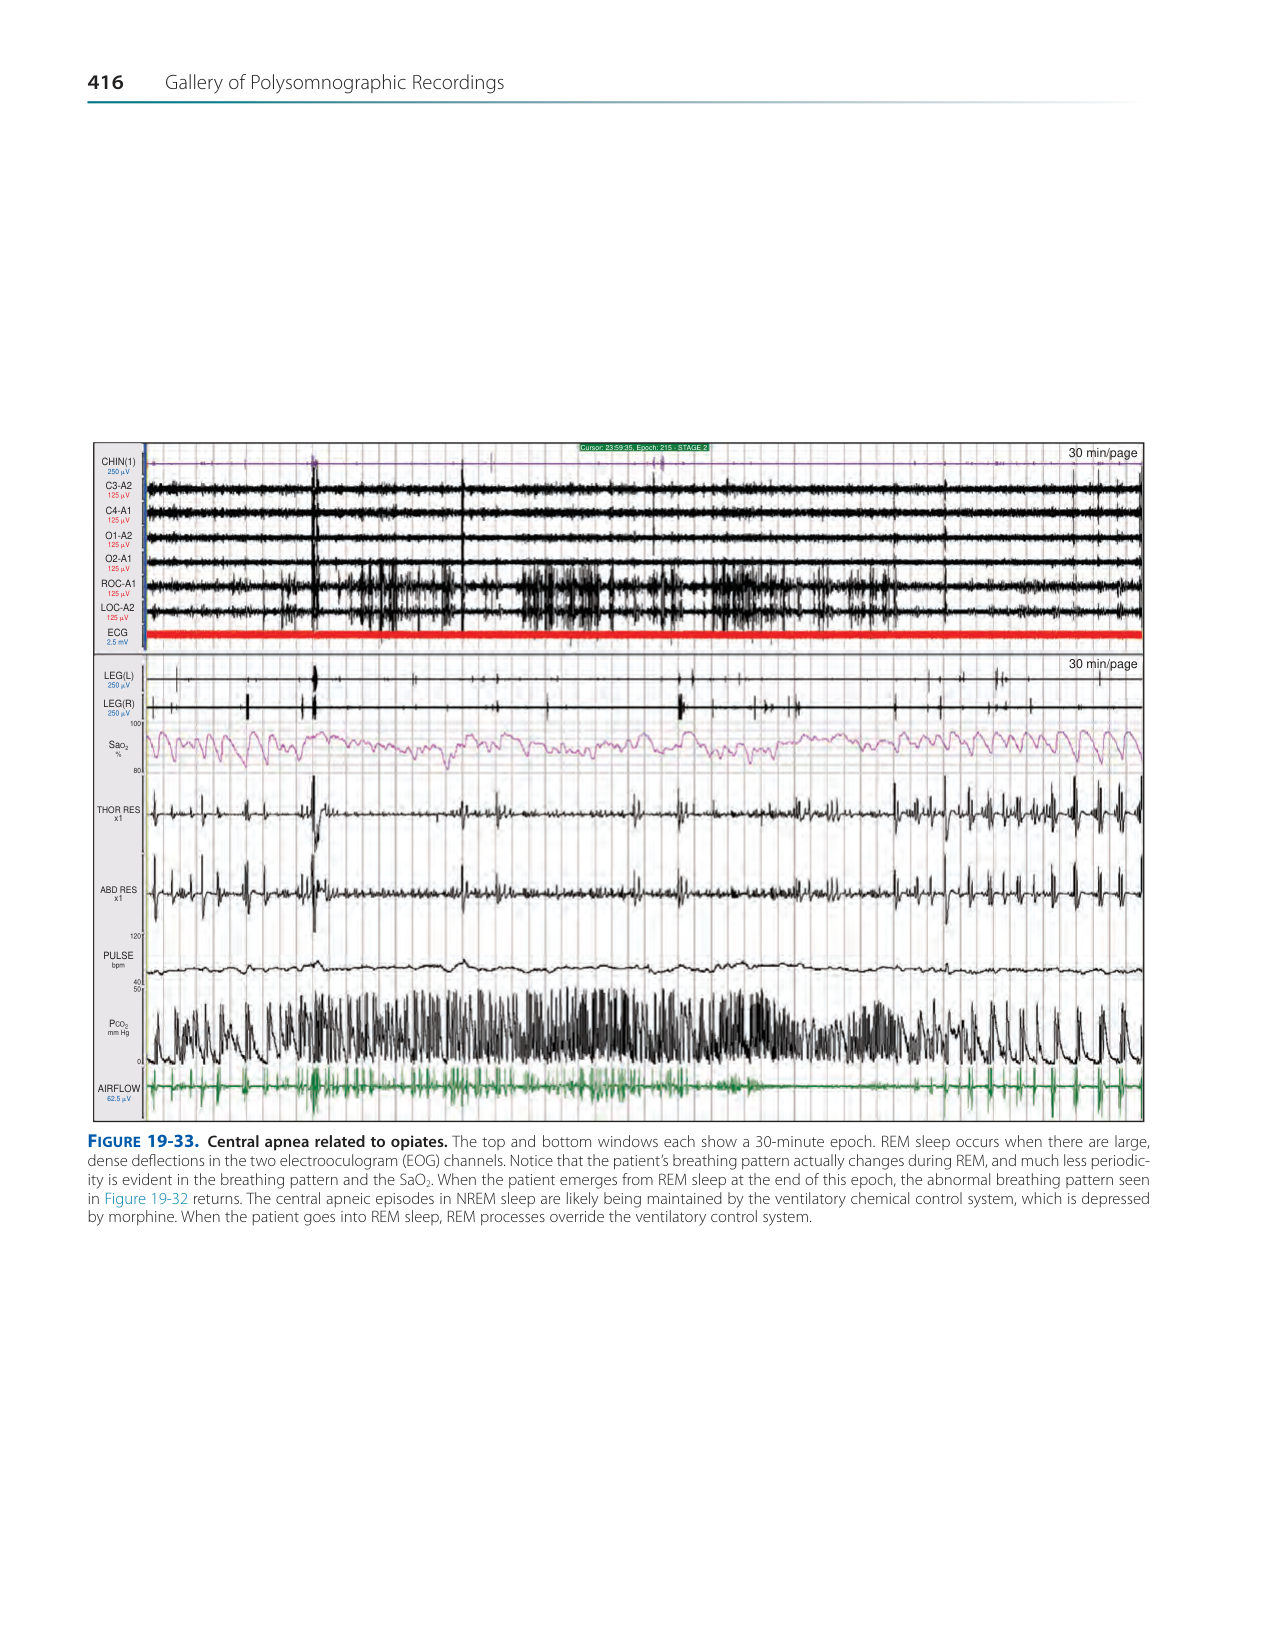 416 Gallery of Polysomnographic Recordings
Cursor: 23:59:35, Epoch: 215 - STAGE 2
30 min/page
CHIN(1)
250 µV
C3-A2
125 µV
C4-A1
125 µV
O1-A2
125 µV
O2-A1
125 µV
ROC-A1
125 µV
LOC-A2
125 µV
ECG
2.5 mV
30 min/page
LEG(L)
250 µV
LEG(R)
250 µV
100
Sao₂
%
80
THOR RES
x1
ABD RES
x1
120
PULSE
bpm
40
50
Pco₂
mm Hg
0
AIRFLOW
62.5 µV
FIGURE 19-33. Central apnea related to opiates. The top and bottom windows each show a 30-minute epoch. REM sleep occurs when there are large,
dense deflections in the two electrooculogram (EOG) channels. Notice that the patient's breathing pattern actually changes during REM, and much less periodic-
ity is evident in the breathing pattern and the SaO₂. When the patient emerges from REM sleep at the end of this epoch, the abnormal breathing pattern seen
in Figure 19-32 returns. The central apneic episodes in NREM sleep are likely being maintained by the ventilatory chemical control system, which is depressed
by morphine. When the patient goes into REM sleep, REM processes override the ventilatory control system.